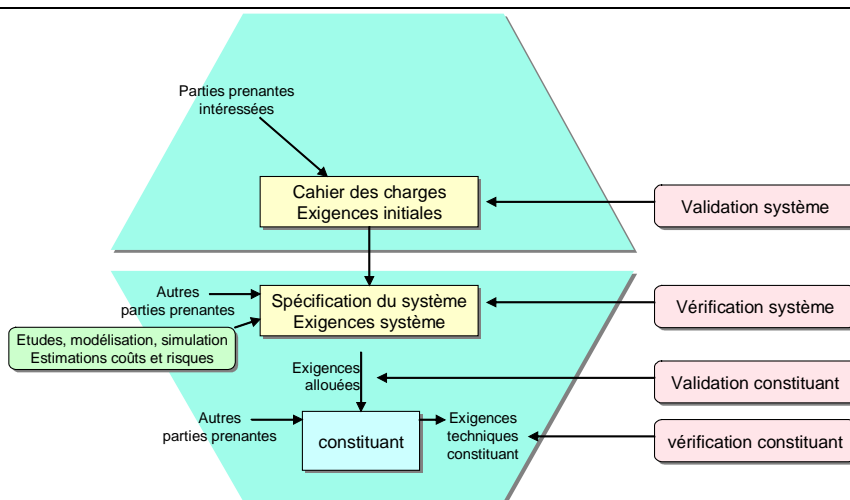 Parties prenantes
intéressées
Cahier des charges
Exigences initiales
Validation système
Autres
parties prenantes
Spécification du système
Exigences système
Vérification système
Etudes, modélisation, simulation
Estimations coûts et risques
Exigences
allouées
Validation constituant
Autres
parties prenantes
constituant
Exigences
techniques
constituant
vérification constituant